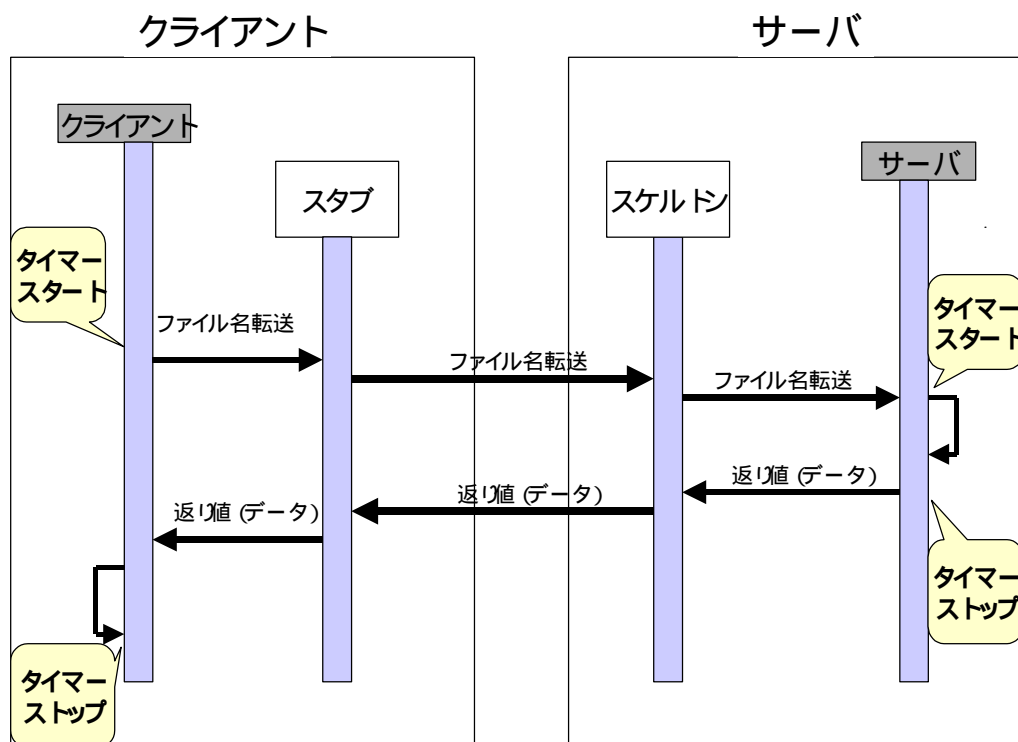 クライアント
サーバ
クライアント
サーバ
スタブ
スケルトン
タイマー
スタート
タイマー
スタート
ファイル名転送
ファイル名転送
ファイル名転送
返り値(データ)
返り値(データ)
返り値(データ)
タイマー
ストップ
タイマー
ストップ